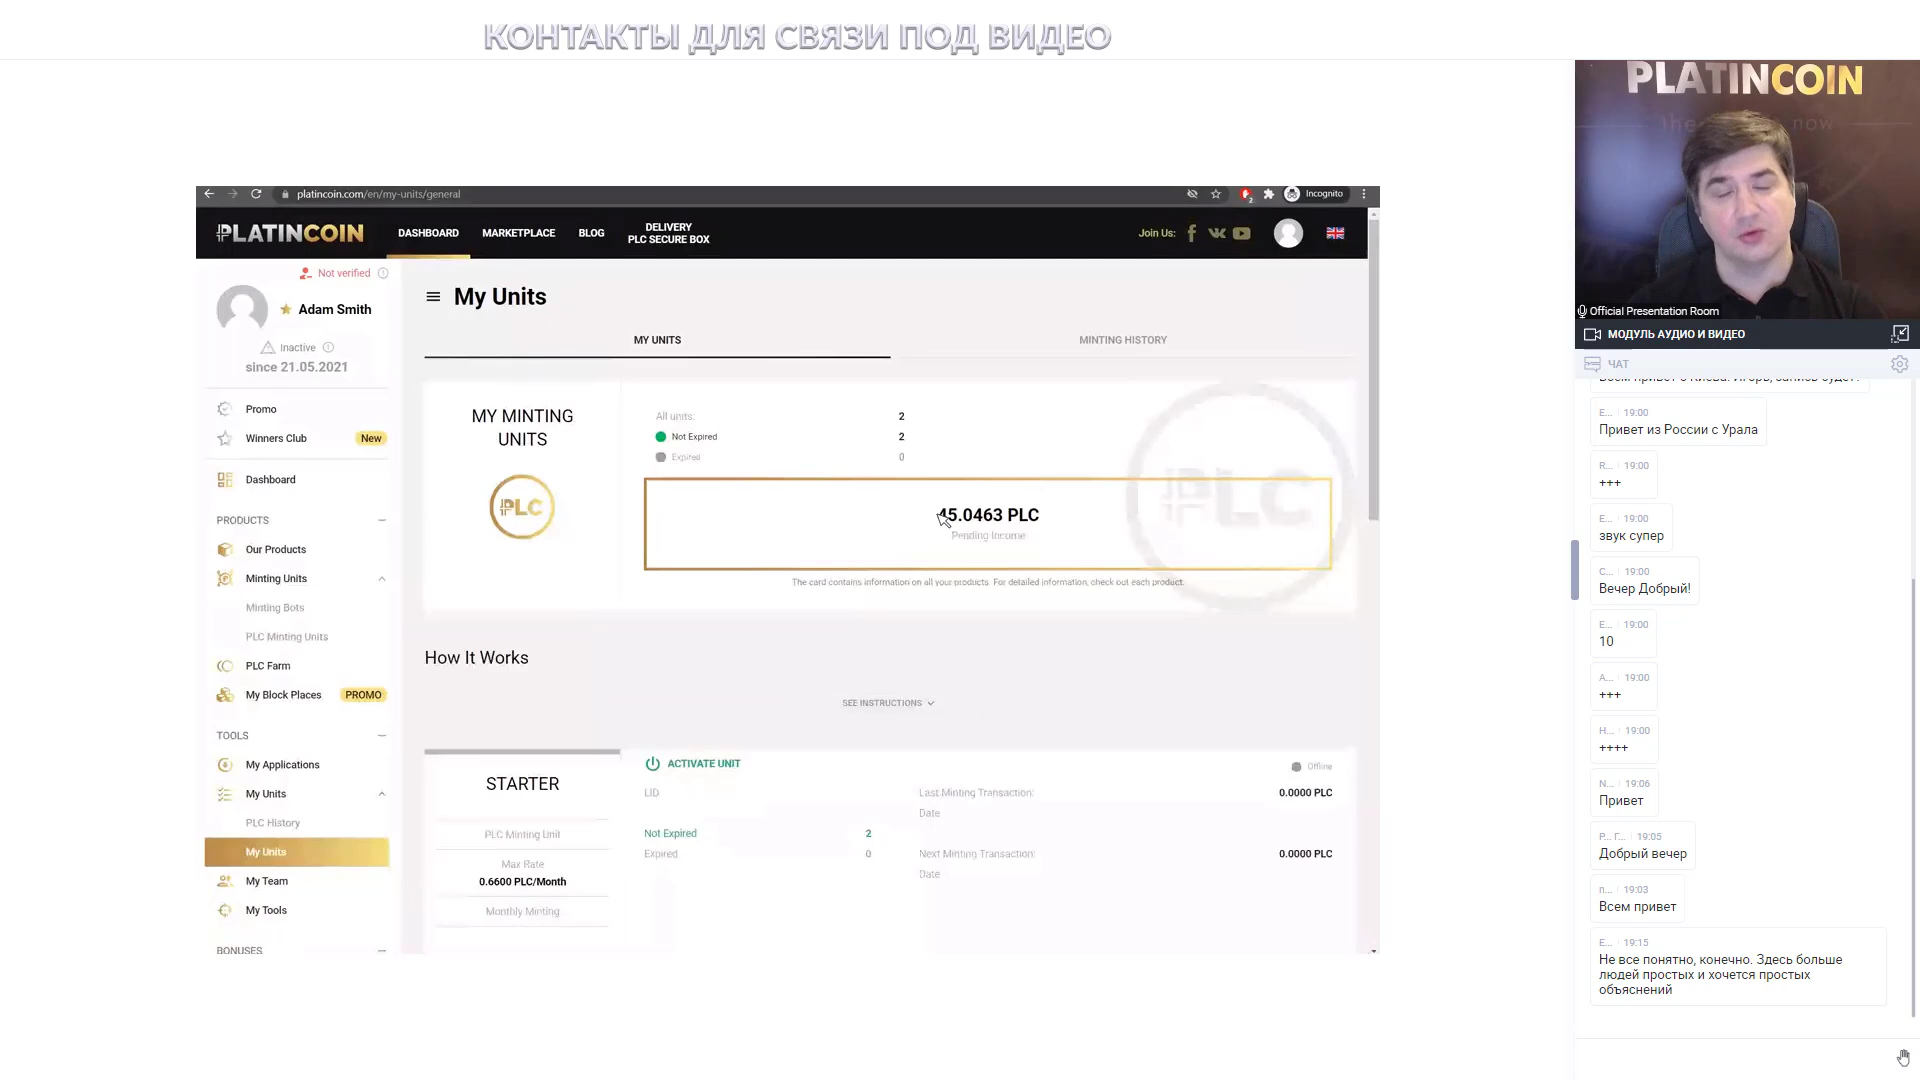 КОНТАКТЫ ДЛЯ СВЯЗИ ПОД ВИДЕО
platincoin.com/en/my-units/general
2
Incognito
PLATINCOIN
DASHBOARD
MARKETPLACE
BLOG
DELIVERY
PLC SECURE BOX
Join Us:
Not verified
Adam Smith
Inactive
since 21.05.2021
Promo
Winners Club
New
Dashboard
PRODUCTS
Our Products
Minting Units
Minting Bots
PLC Minting Units
PLC Farm
My Block Places
PROMO
TOOLS
My Applications
My Units
PLC History
My Units
My Team
My Tools
BONUSES
My Units
MY UNITS
MINTING HISTORY
MY MINTING
UNITS
PLC
All units:
2
Not Expired
2
Expired
0
PLC
45.0463 PLC
Pending Income
The card contains information on all your products. For detailed information, check out each product.
How It Works
SEE INSTRUCTIONS
STARTER
PLC Minting Unit
Max Rate
0.6600 PLC/Month
Monthly Minting
ACTIVATE UNIT
Offline
LID
Last Minting Transaction:
0.0000 PLC
Date
Not Expired
2
Expired
0
Next Minting Transaction:
0.0000 PLC
Date
PLATINCOIN
the now
Official Presentation Room
МОДУЛЬ АУДИО И ВИДЕО
ЧАТ
E... 19:00
Привет из России с Урала
R... 19:00
+++
E... 19:00
звук супер
C... 19:00
Вечер Добрый!
E... 19:00
10
A... 19:00
+++
H... 19:00
++++
N... 19:06
Привет
Р... Г... 19:05
Добрый вечер
п... 19:03
Всем привет
E... 19:15
Не все понятно, конечно. Здесь больше
людей простых и хочется простых
объяснений